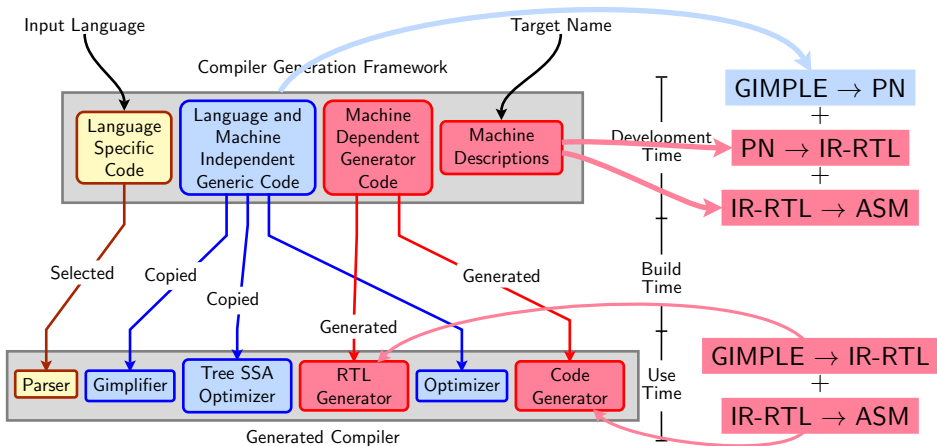 Input Language
Target Name
Compiler Generation Framework
GIMPLE → PN
+
Language
Specific
Code
Language and
Machine
Independent
Generic Code
Machine
Dependent
Generator
Code
Machine
Descriptions
Development
Time
PN → IR-RTL
+
IR-RTL → ASM
Selected
Copied
Copied
Generated
Generated
Build
Time
Parser
Gimplifier
Tree SSA
Optimizer
RTL
Generator
Optimizer
Code
Generator
Use
Time
GIMPLE → IR-RTL
+
IR-RTL → ASM
Generated Compiler